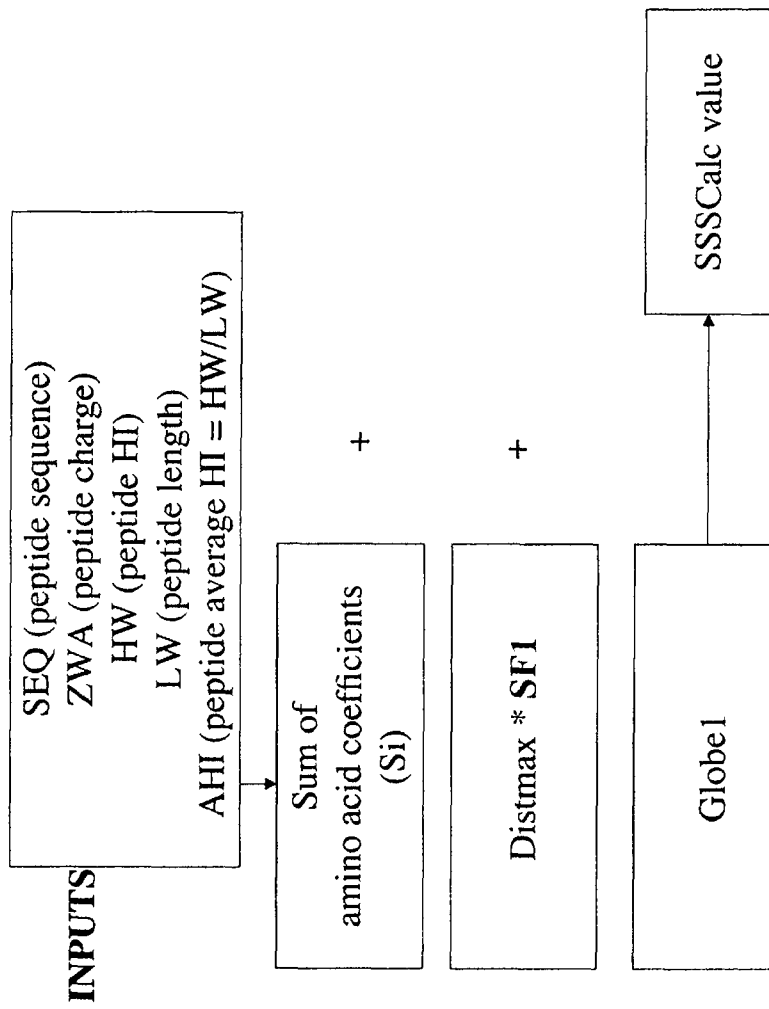 INPUTS
SEQ (peptide sequence)
ZWA (peptide charge)
HW (peptide HI)
LW (peptide length)
AHI (peptide average HI = HW/LW)
Sum of
amino acid coefficients
(Si)
+
Distmax * SF1
+
Globe1
SSSCalc value